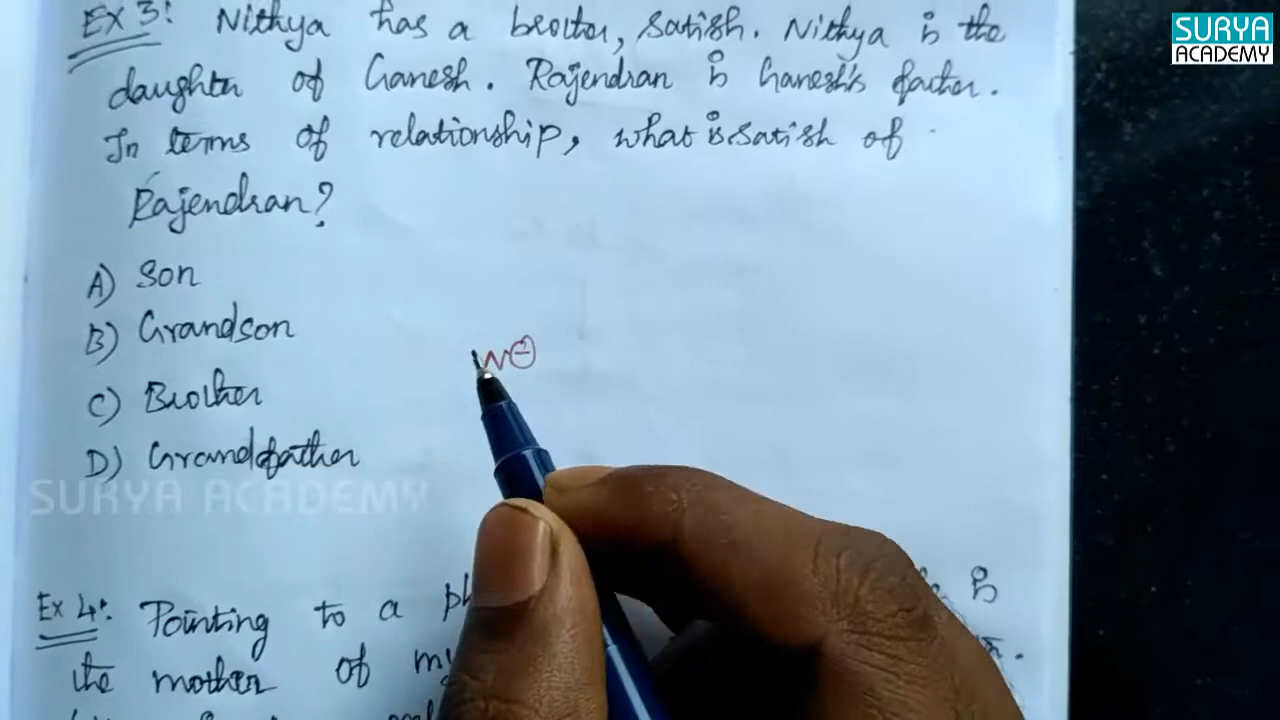 SURYA
ACADEMY
Ex 3: Nithya has a brother, Satish. Nithya is the
daughter of Ganesh. Rajendran is Ganesh's father.
In terms of relationship, what is Satish of
Rajendran?
A) Son
B) Grandson
N -
C) Brother
D) Grandfather
SURYA ACADEMY
Ex 4: Pointing to a is
the mother of my